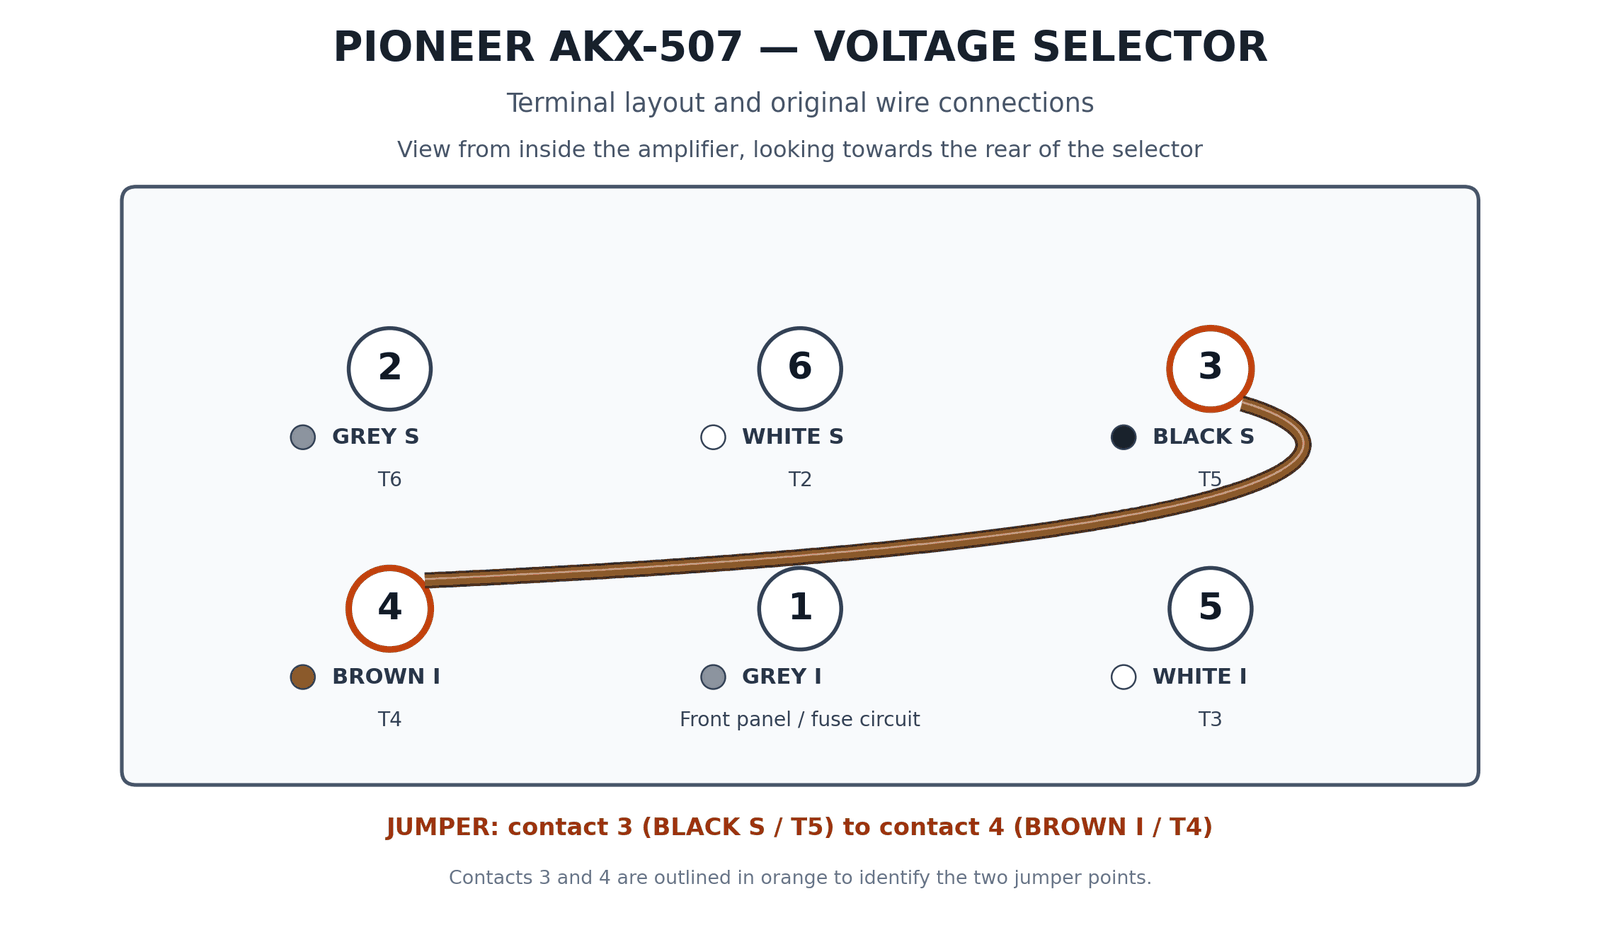 PIONEER AKX-507 — VOLTAGE SELECTOR
Terminal layout and original wire connections
View from inside the amplifier, looking towards the rear of the selector
2
6
3
GREY S
WHITE S
BLACK S
T6
T2
T5
4
1
5
BROWN I
GREY I
WHITE I
T4
Front panel / fuse circuit
T3
JUMPER: contact 3 (BLACK S / T5) to contact 4 (BROWN I / T4)
Contacts 3 and 4 are outlined in orange to identify the two jumper points.